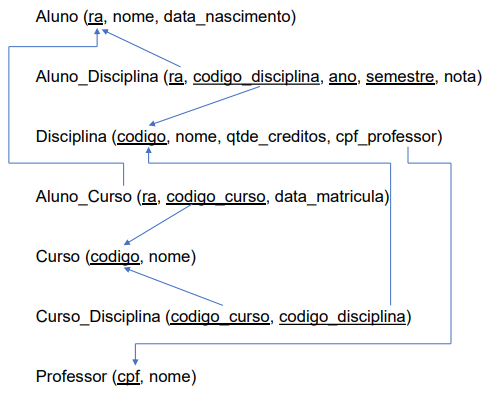 Aluno (ra, nome, data_nascimento)
Aluno_Disciplina (ra, codigo_disciplina, ano, semestre, nota)
Disciplina (codigo, nome, qtde_creditos, cpf_professor)
Aluno_Curso (ra, codigo_curso, data_matricula)
Curso (codigo, nome)
Curso_Disciplina (codigo_curso, codigo_disciplina)
Professor (cpf, nome)